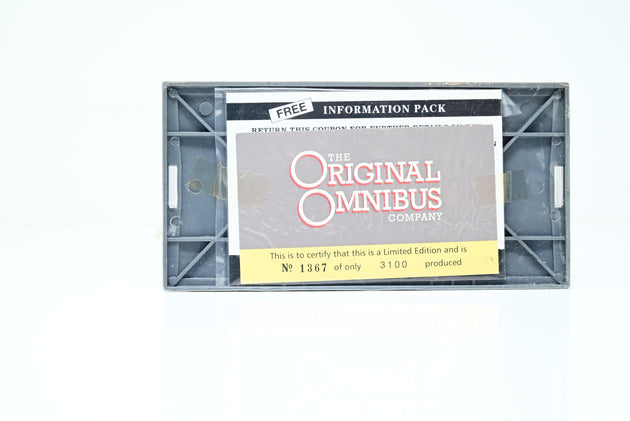 FREE
INFORMATION PACK
RETURN THIS COUPON FOR FURTHER DETAILS
THE
ORIGINAL
OMNIBUS
COMPANY
This is to certify that this is a Limited Edition and is
No 1367 of only 3100 produced